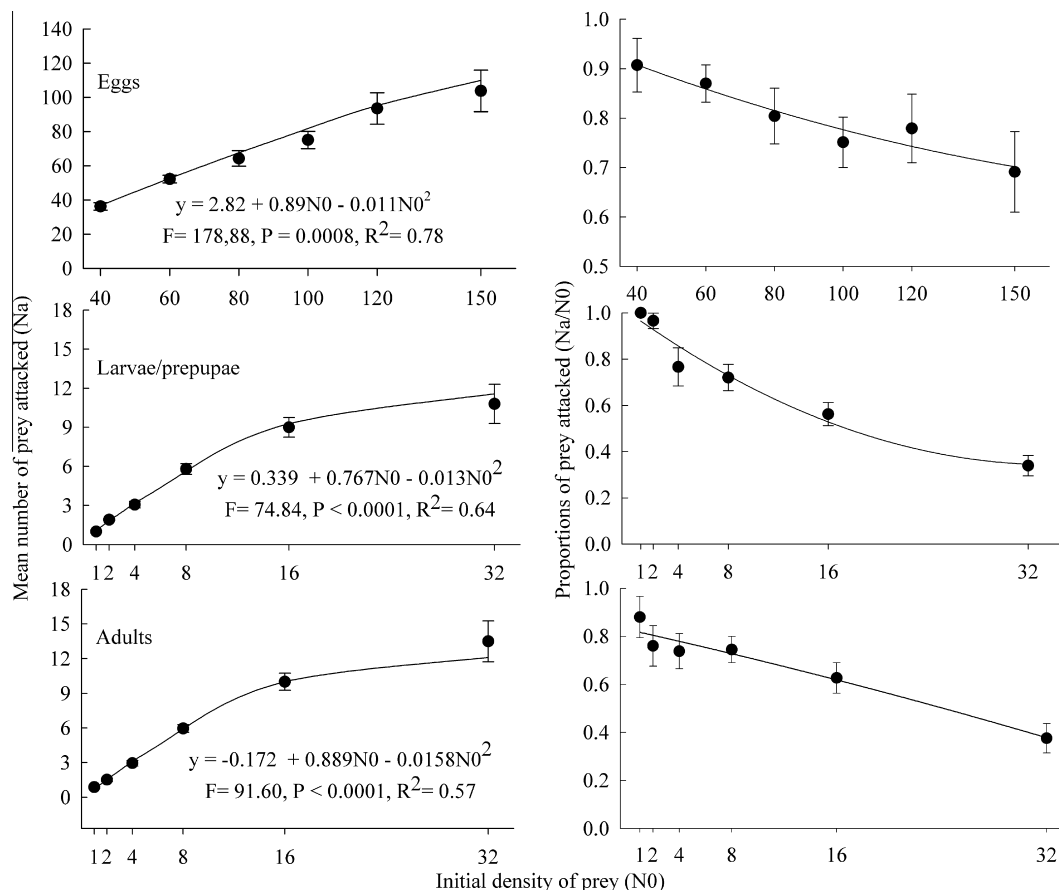 Mean number of prey attacked (Na)
140
120
100
80
60
40
20
0
Eggs
y = 2.82 + 0.89N0 - 0.011N0²
F= 178,88, P = 0.0008, R²= 0.78
40 60 80 100 120 150
18
15
12
9
6
3
0
Larvae/prepupae
y = 0.339 + 0.767N0 - 0.013N0²
F= 74.84, P < 0.0001, R²= 0.64
1 2 4 8 16 32
18
15
12
9
6
3
0
Adults
y = -0.172 + 0.889N0 - 0.0158N0²
F= 91.60, P < 0.0001, R²= 0.57
1 2 4 8 16 32
Proportions of prey attacked (Na/N0)
1.0
0.9
0.8
0.7
0.6
0.5
40 60 80 100 120 150
1.0
0.8
0.6
0.4
0.2
0.0
1 2 4 8 16 32
1.0
0.8
0.6
0.4
0.2
0.0
1 2 4 8 16 32
Initial density of prey (N0)